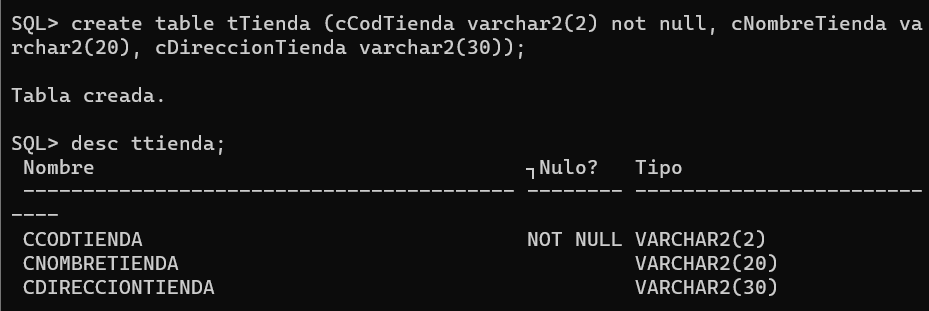 SQL> create table tTienda (cCodTienda varchar2(2) not null, cNombreTienda va
rchar2(20), cDireccionTienda varchar2(30));
Tabla creada.
SQL> desc ttienda;
Nombre ┐Nulo? Tipo
----------------------------------------- -------- ------------------------
----
CCODTIENDA NOT NULL VARCHAR2(2)
CNOMBRETIENDA VARCHAR2(20)
CDIRECCIONTIENDA VARCHAR2(30)